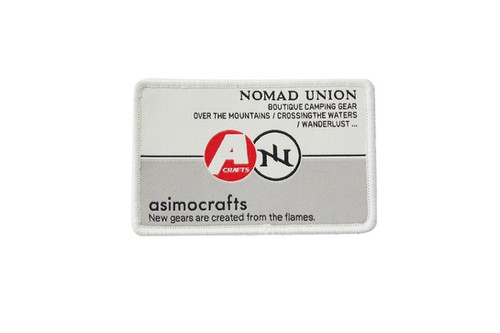 NOMAD UNION
BOUTIQUE CAMPING GEAR
OVER THE MOUNTAINS / CROSSINGTHE WATERS
/ WANDERLUST ...
A
CRAFTS
N
asimocrafts
New gears are created from the flames.